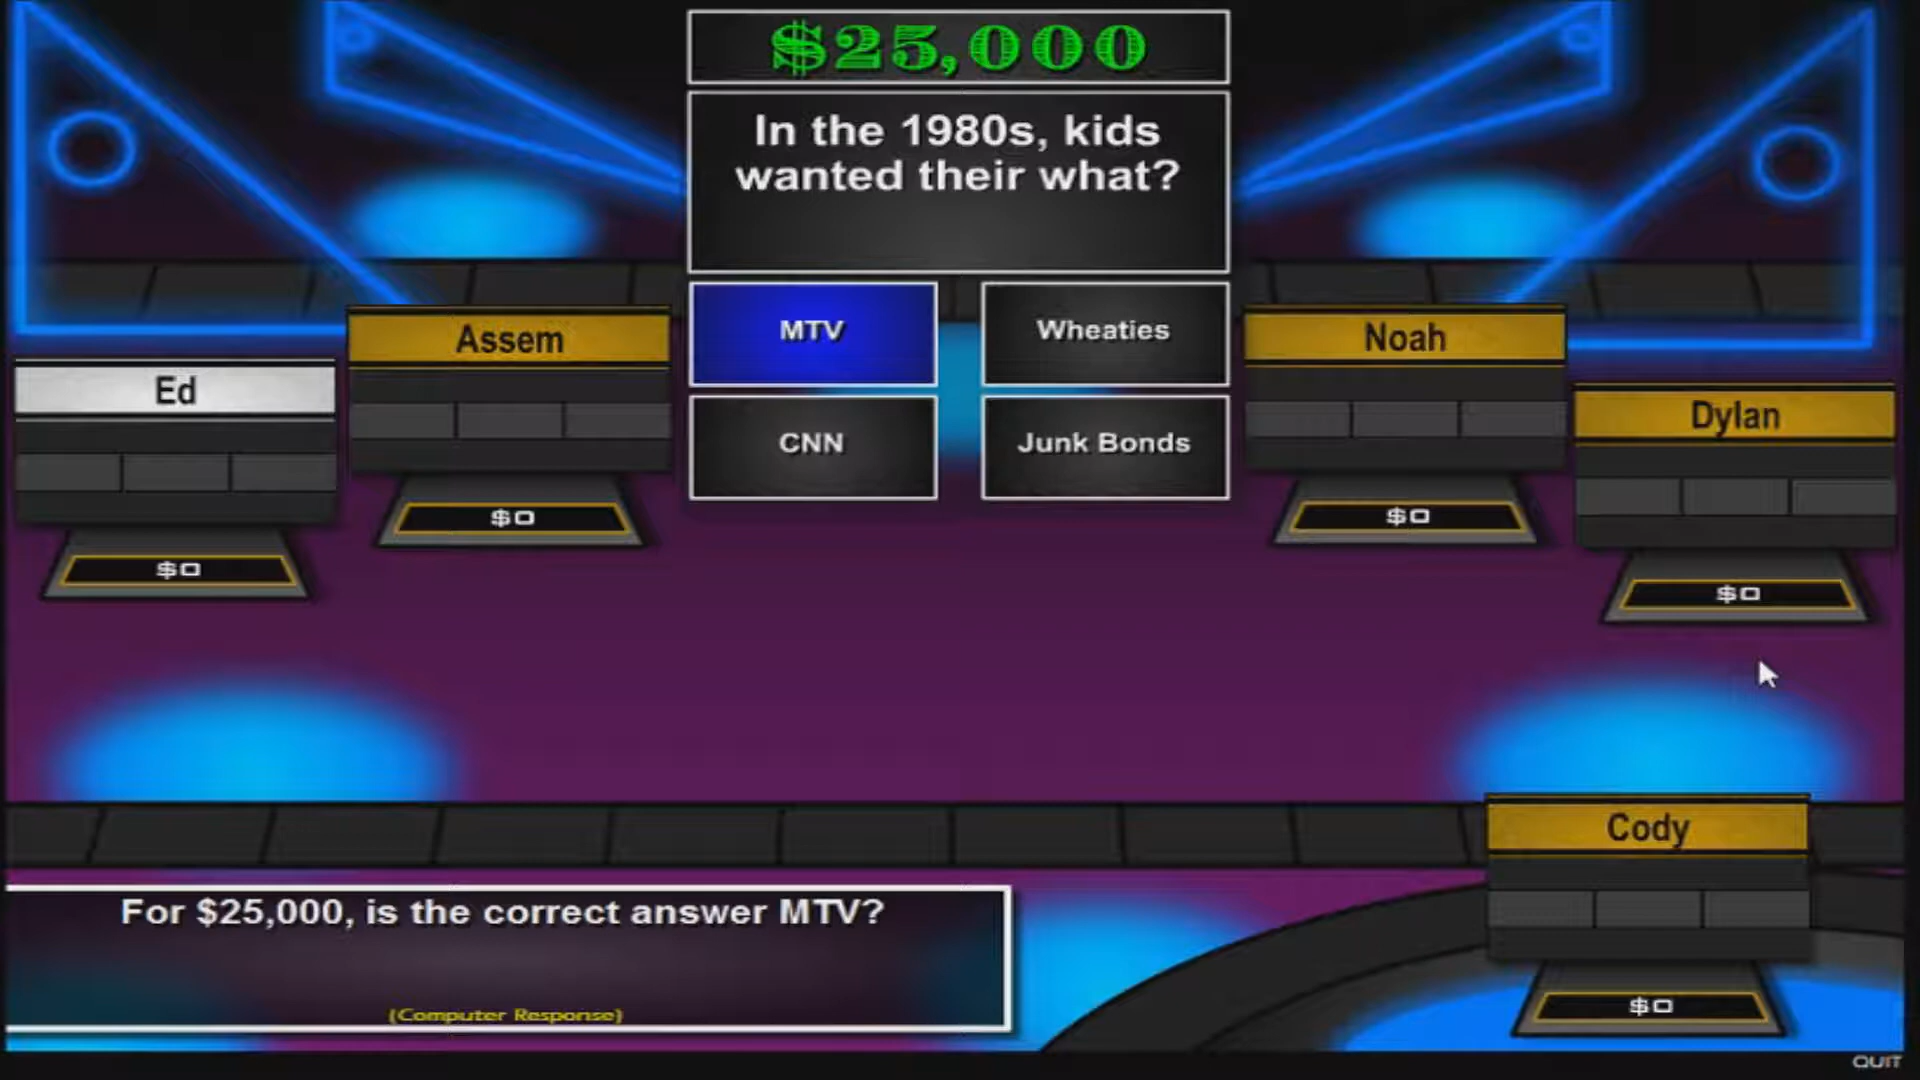 $25,000
In the 1980s, kids
wanted their what?
MTV
Wheaties
CNN
Junk Bonds
Ed
$0
Assem
$0
Noah
$0
Dylan
$0
Cody
$0
For $25,000, is the correct answer MTV?
(Computer Response)
QUIT